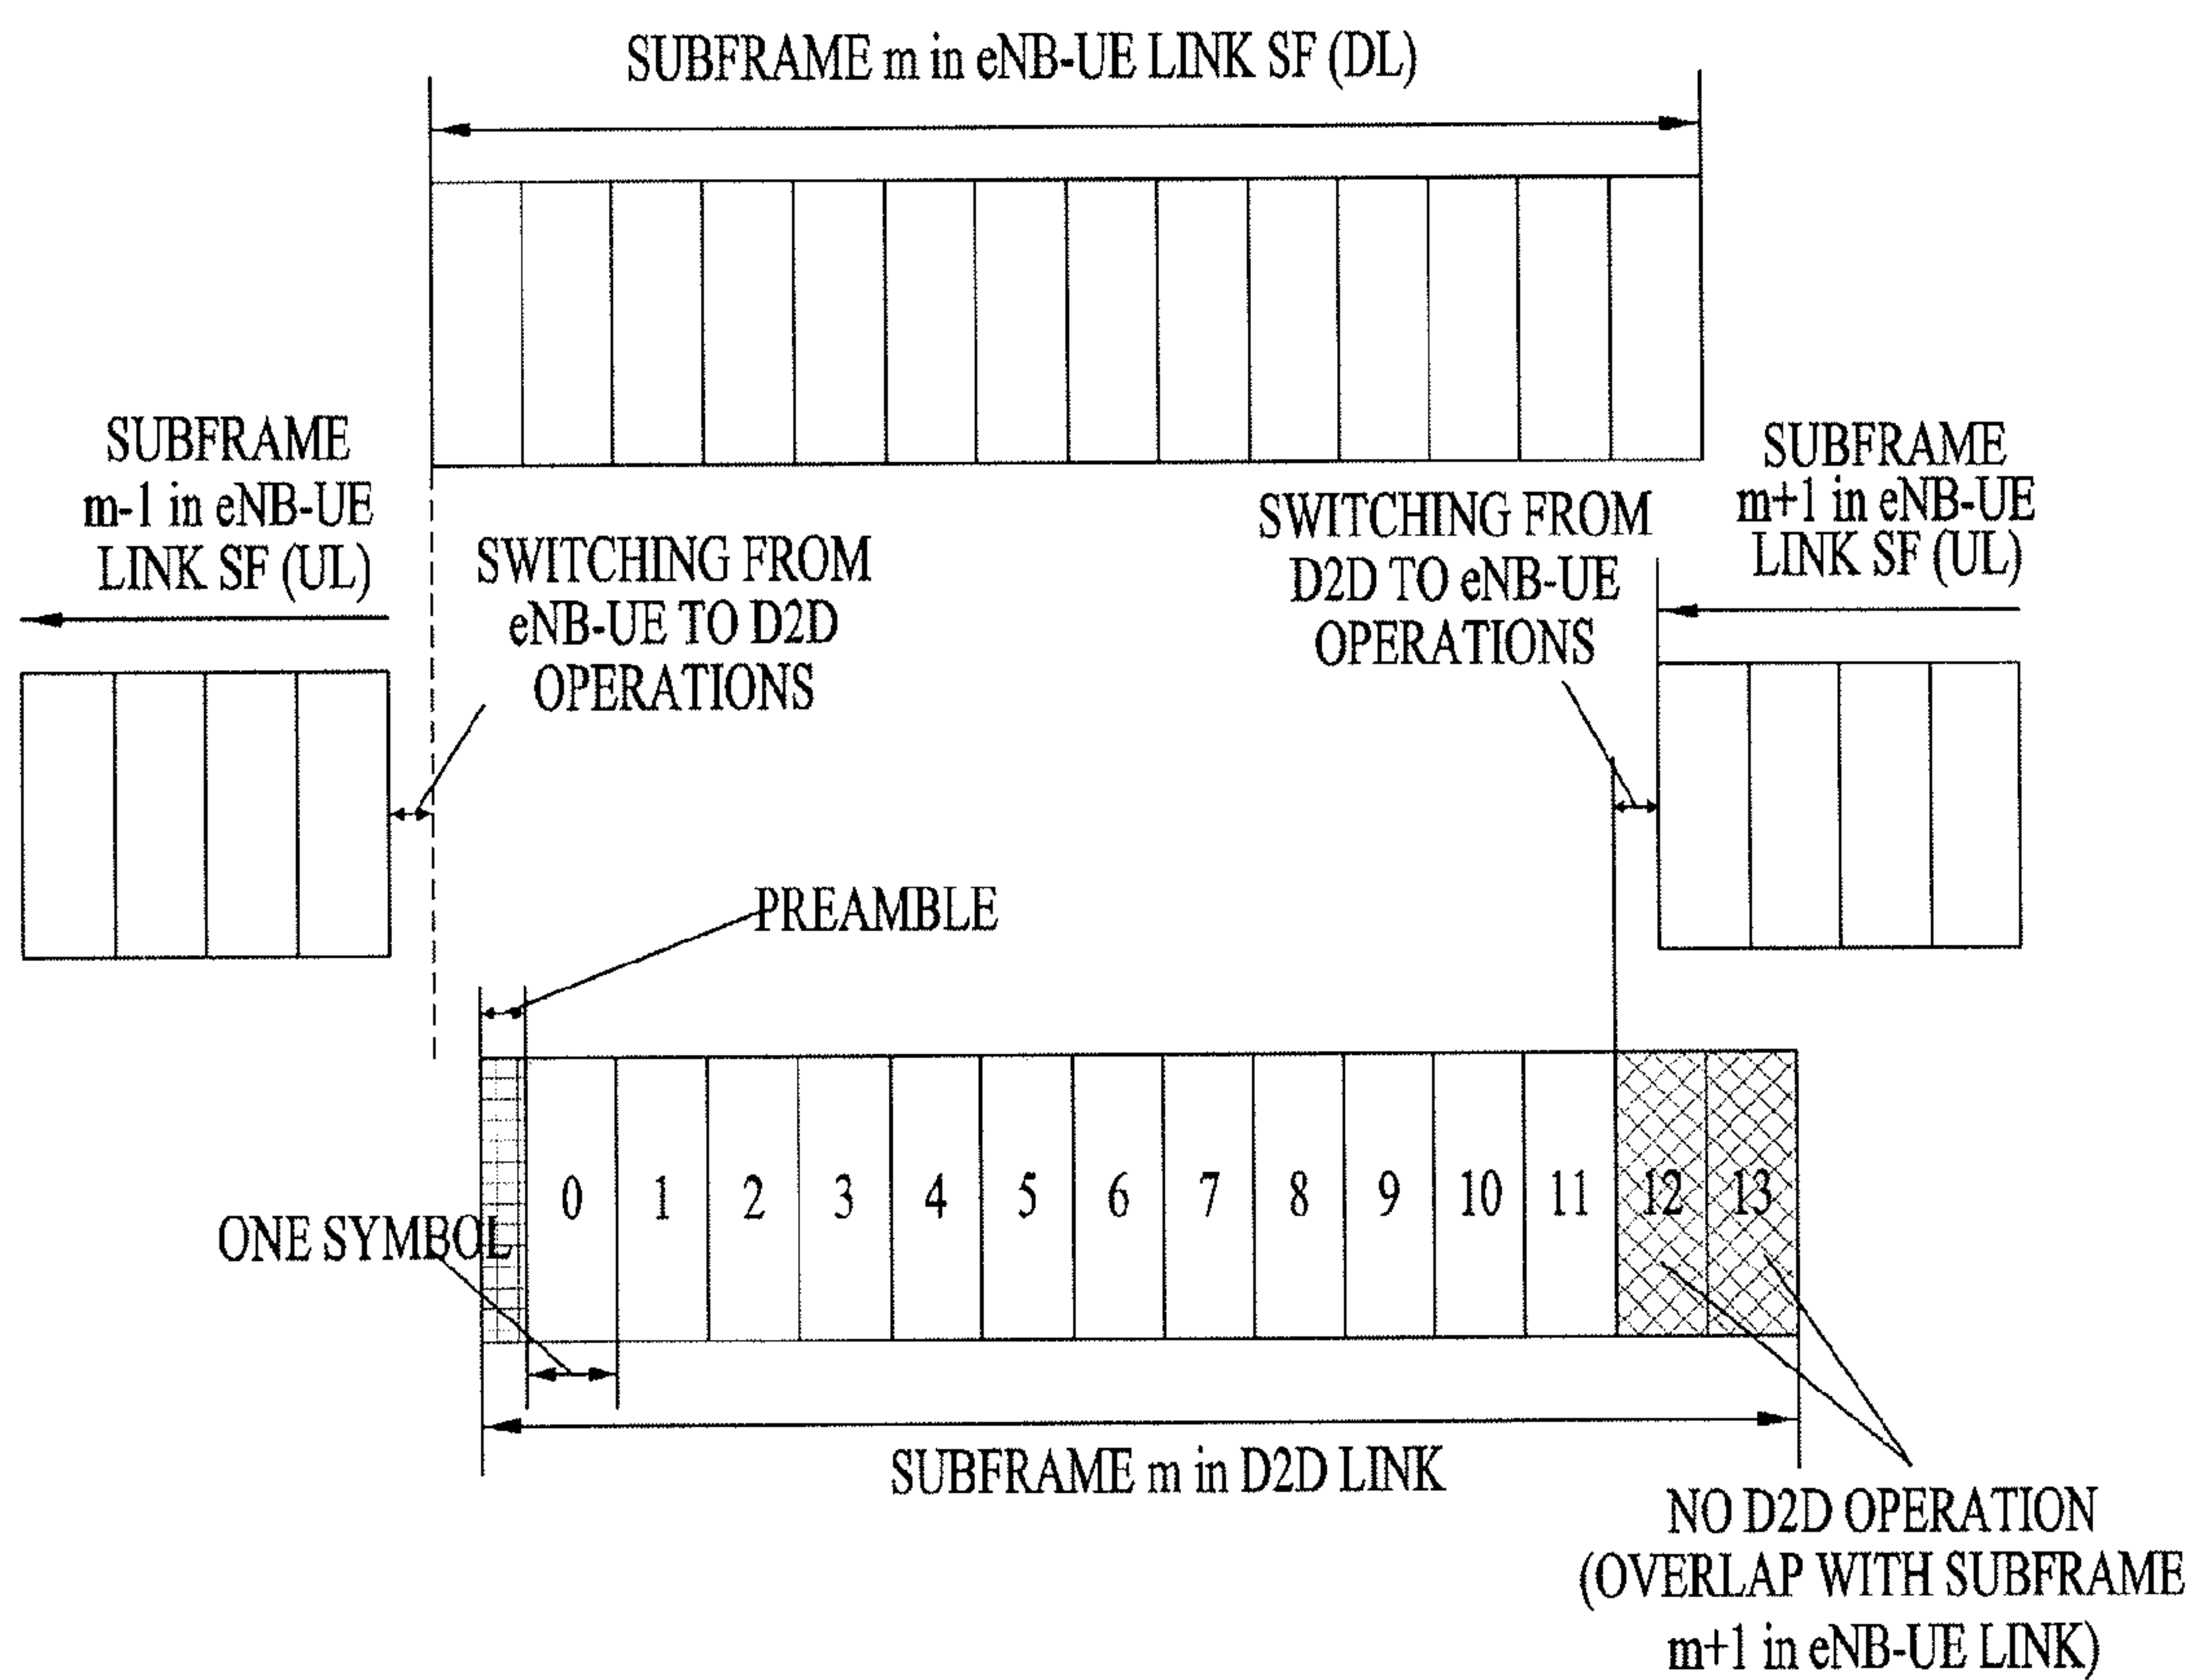 SUBFRAME m in eNB-UE LINK SF (DL)
SUBFRAME
m-1 in eNB-UE
LINK SF (UL)
SWITCHING FROM
eNB-UE TO D2D
OPERATIONS
SWITCHING FROM
D2D TO eNB-UE
OPERATIONS
SUBFRAME
m+1 in eNB-UE
LINK SF (UL)
PREAMBLE
ONE SYMBOL
0 1 2 3 4 5 6 7 8 9 10 11 12 13
SUBFRAME m in D2D LINK
NO D2D OPERATION
(OVERLAP WITH SUBFRAME
m+1 in eNB-UE LINK)